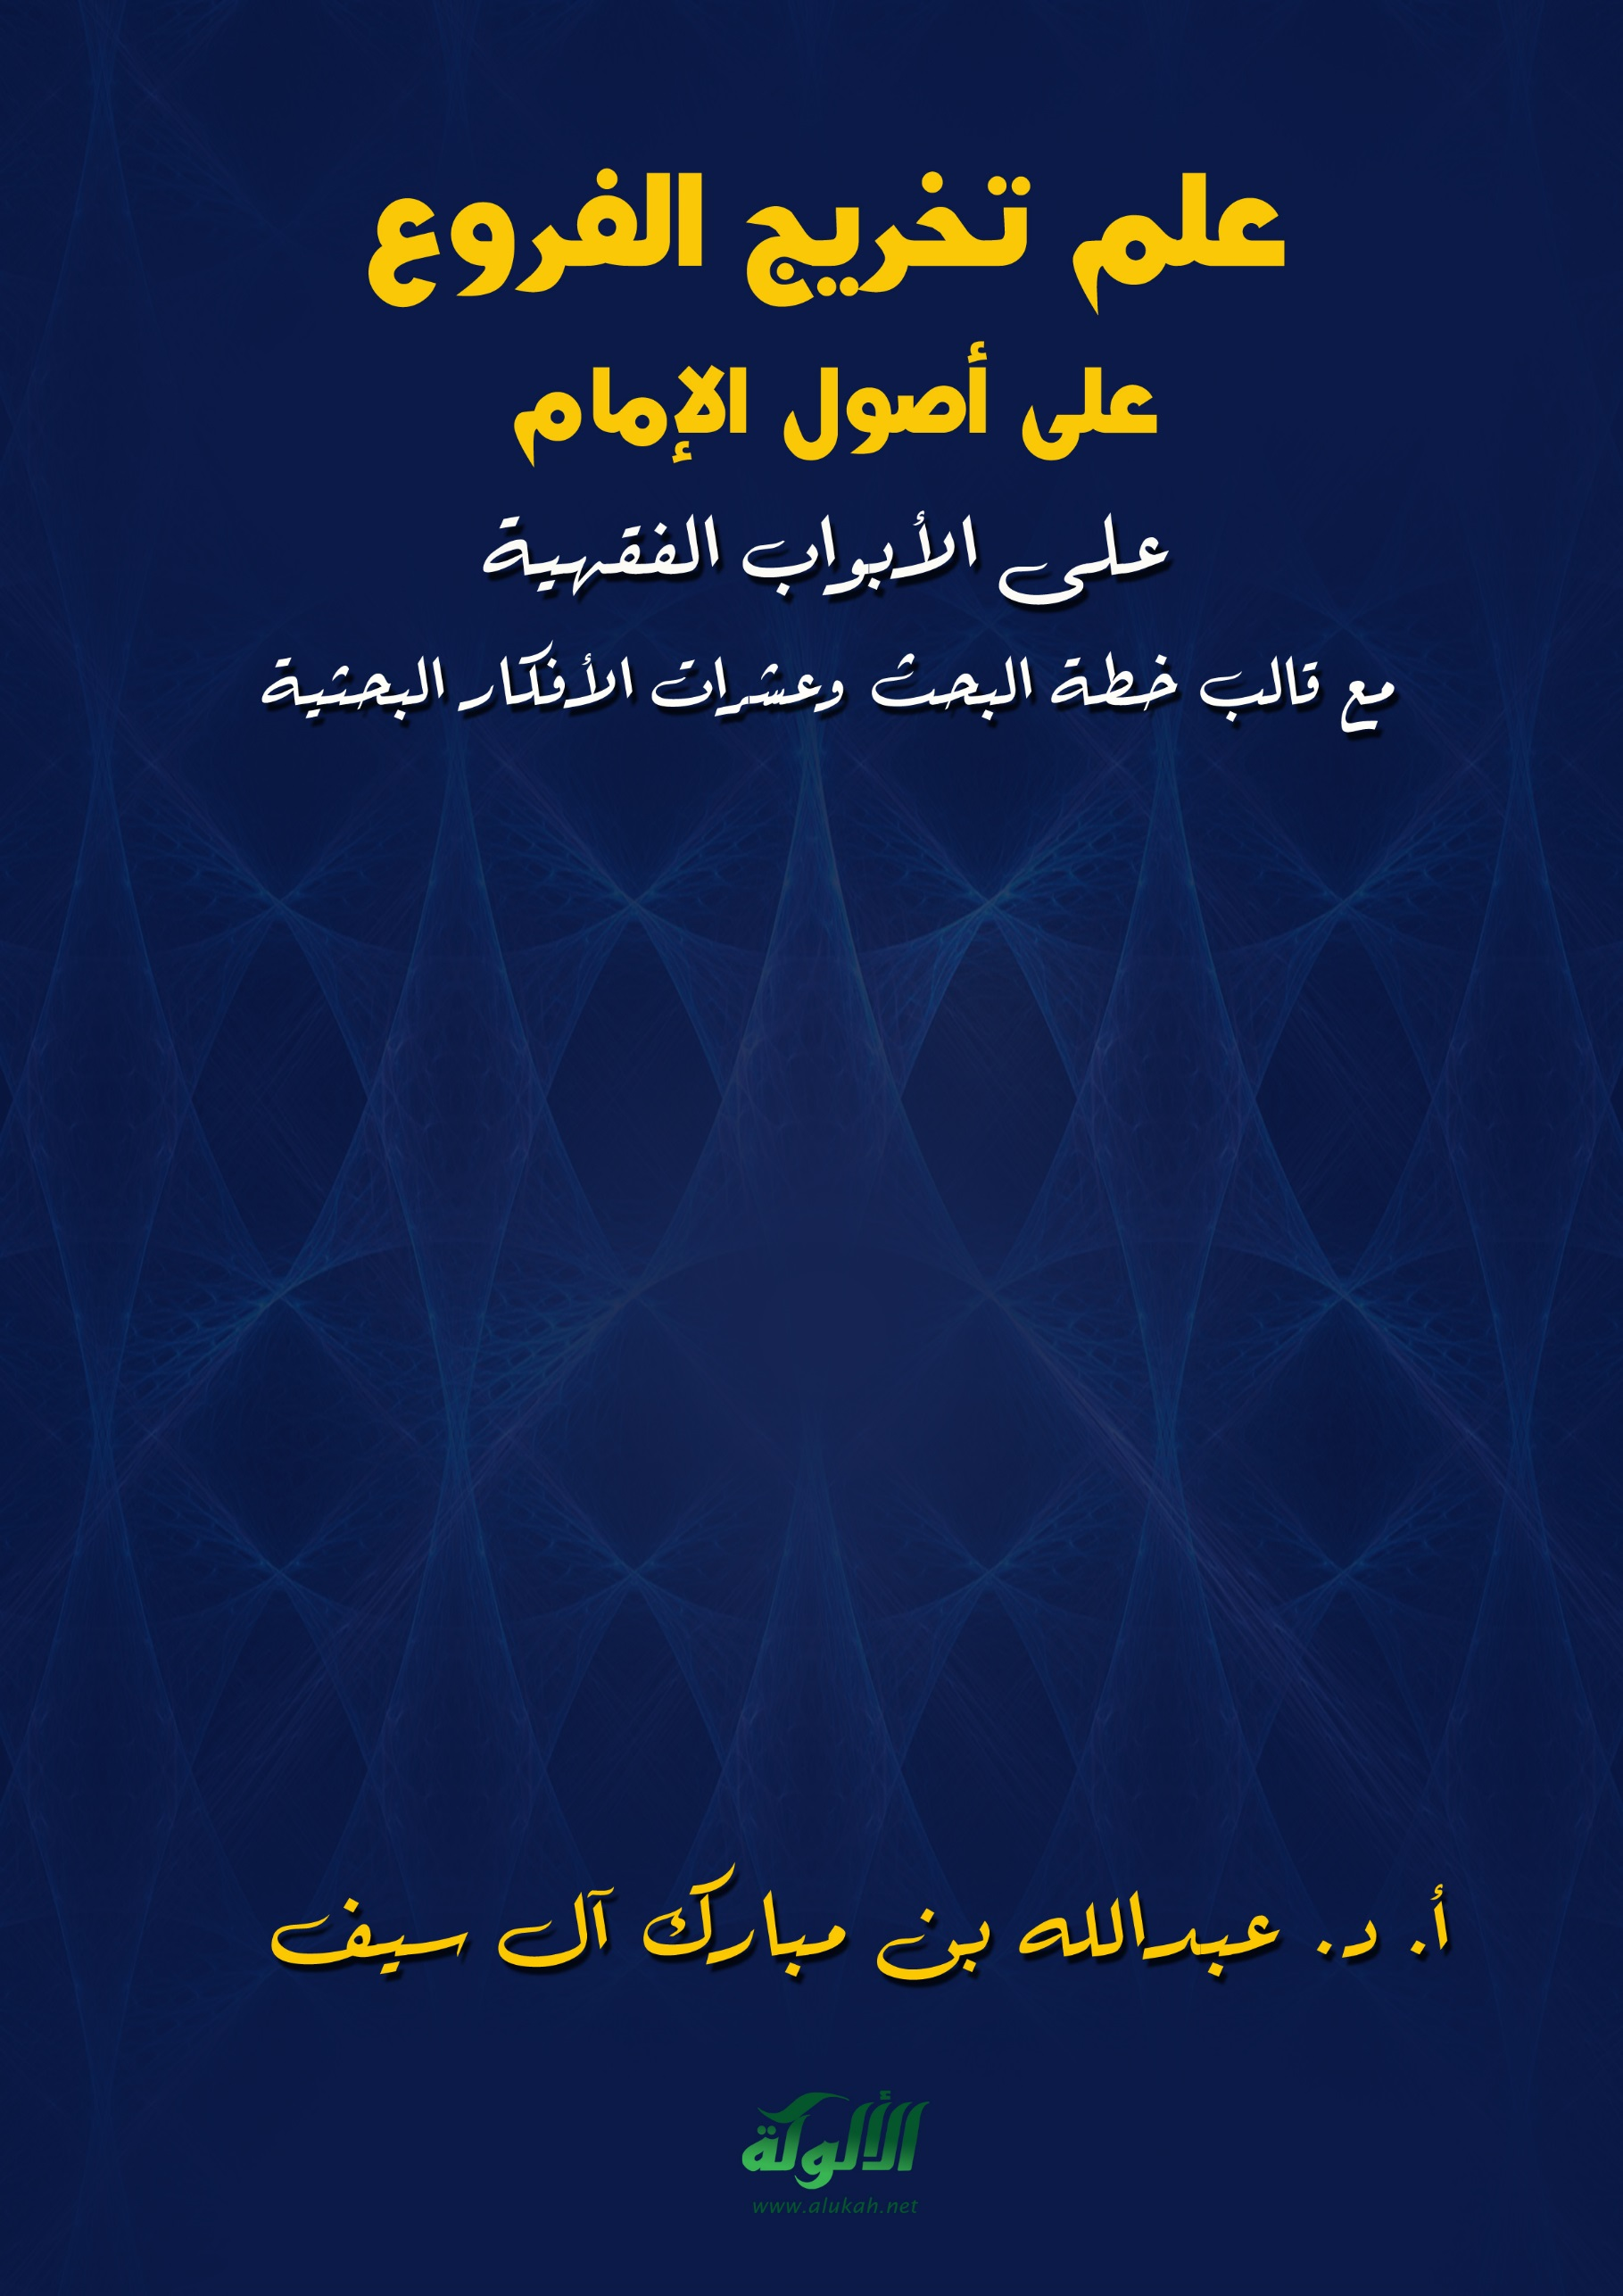 علم تخريج الفروع
على أصول الإمام
على الأبواب الفقهية
مع قالب خطة البحث وعشرات الأفكار البحثية
أ. د. عبدالله بن مبارك آل سيف
الألوكة
www.alukah.net